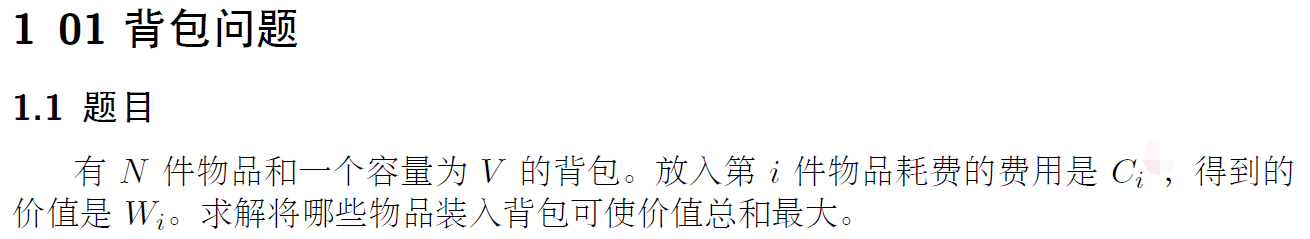 1 01 背包问题
1.1 题目
有 N 件物品和一个容量为 V 的背包。放入第 i 件物品耗费的费用是 Cᵢ ，得到的
价值是 Wᵢ。求解将哪些物品装入背包可使价值总和最大。